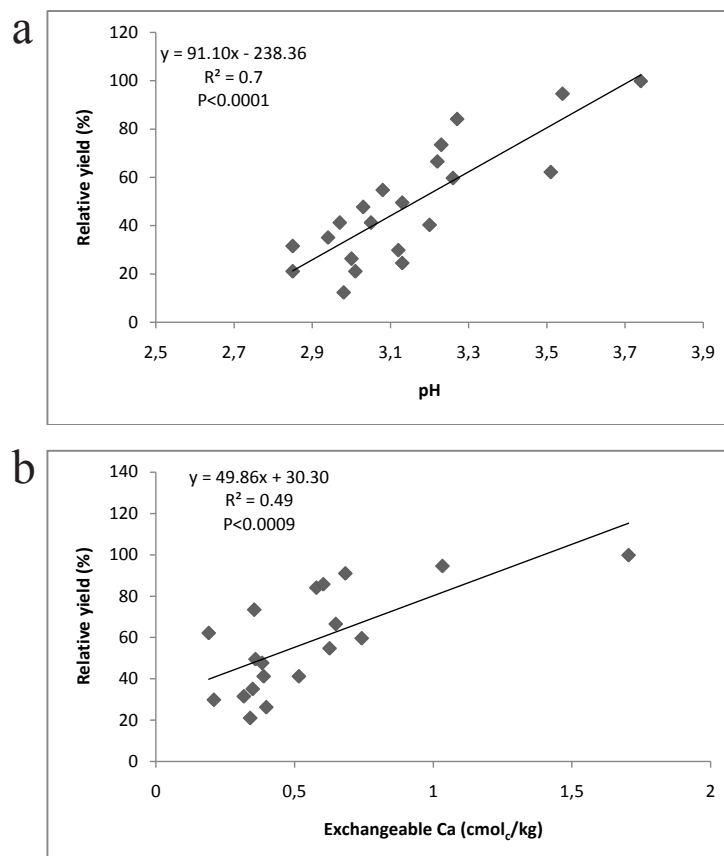 a
120
y = 91.10x - 238.36
R² = 0.7
P<0.0001
100
80
60
40
20
0
Relative yield (%)
2,5 2,7 2,9 3,1 3,3 3,5 3,7 3,9
pH
b
140
y = 49.86x + 30.30
R² = 0.49
P<0.0009
120
100
80
60
40
20
0
Relative yield (%)
0 0,5 1 1,5 2
Exchangeable Ca (cmolc/kg)